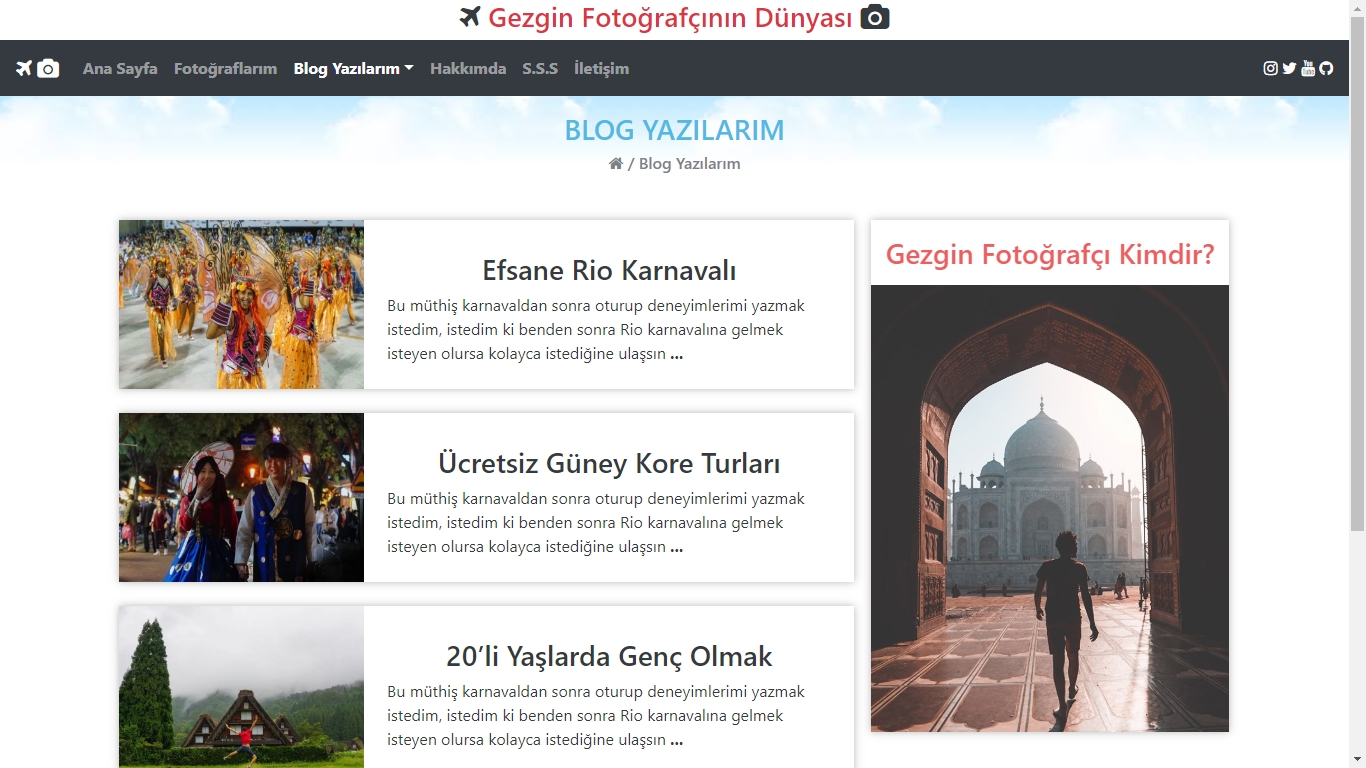 Gezgin Fotoğrafçının Dünyası
Ana Sayfa Fotoğraflarım Blog Yazılarım Hakkımda S.S.S İletişim
BLOG YAZILARIM
/ Blog Yazılarım
Efsane Rio Karnavalı
Bu müthiş karnavaldan sonra oturup deneyimlerimi yazmak
istedim, istedim ki benden sonra Rio karnavalına gelmek
isteyen olursa kolayca istediğine ulaşsın ...
Ücretsiz Güney Kore Turları
Bu müthiş karnavaldan sonra oturup deneyimlerimi yazmak
istedim, istedim ki benden sonra Rio karnavalına gelmek
isteyen olursa kolayca istediğine ulaşsın ...
20’li Yaşlarda Genç Olmak
Bu müthiş karnavaldan sonra oturup deneyimlerimi yazmak
istedim, istedim ki benden sonra Rio karnavalına gelmek
isteyen olursa kolayca istediğine ulaşsın ...
Gezgin Fotoğrafçı Kimdir?